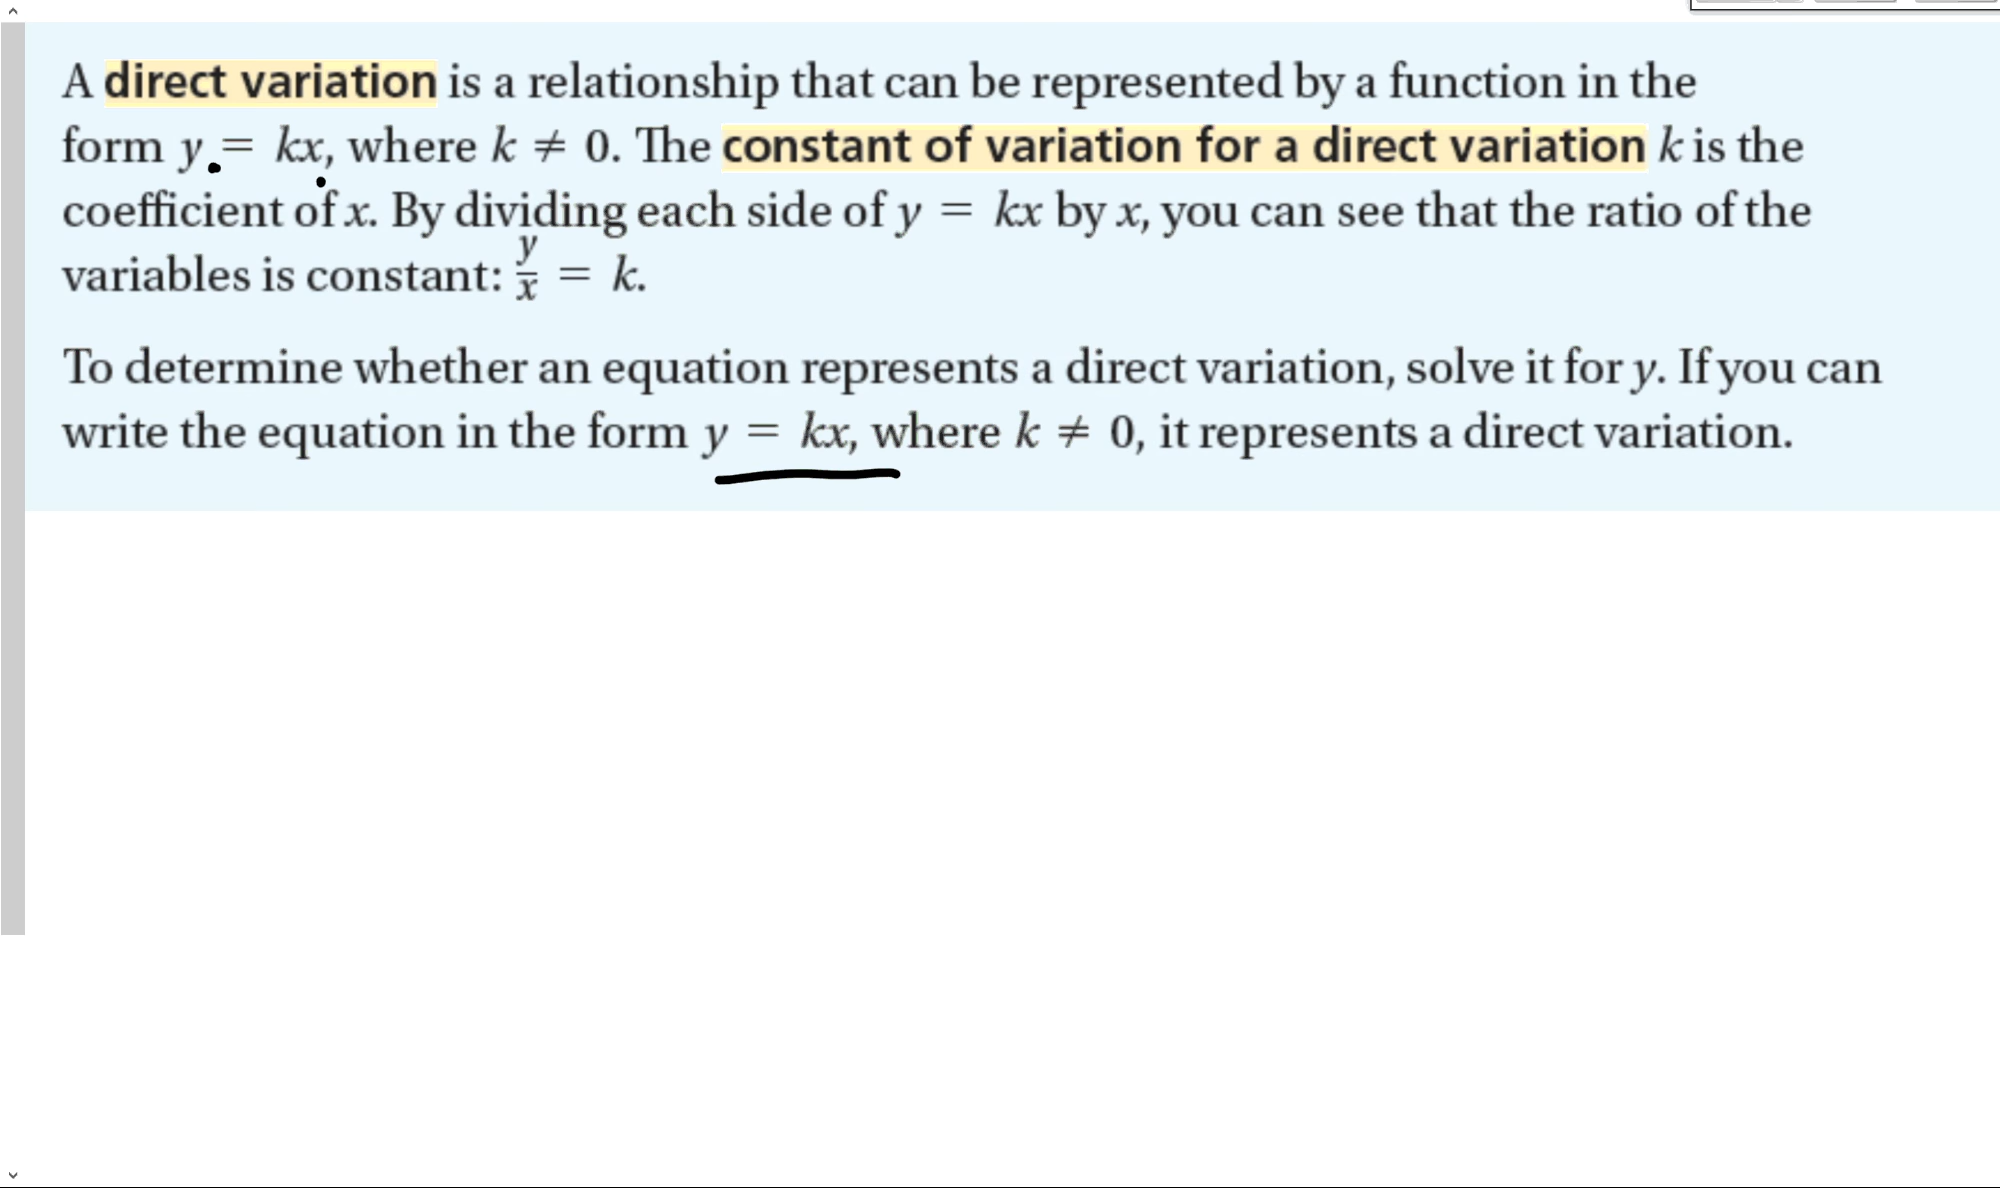 A direct variation is a relationship that can be represented by a function in the
form y = kx, where k ≠ 0. The constant of variation for a direct variation k is the
coefficient of x. By dividing each side of y = kx by x, you can see that the ratio of the
variables is constant: y/x = k.
To determine whether an equation represents a direct variation, solve it for y. If you can
write the equation in the form y = kx, where k ≠ 0, it represents a direct variation.